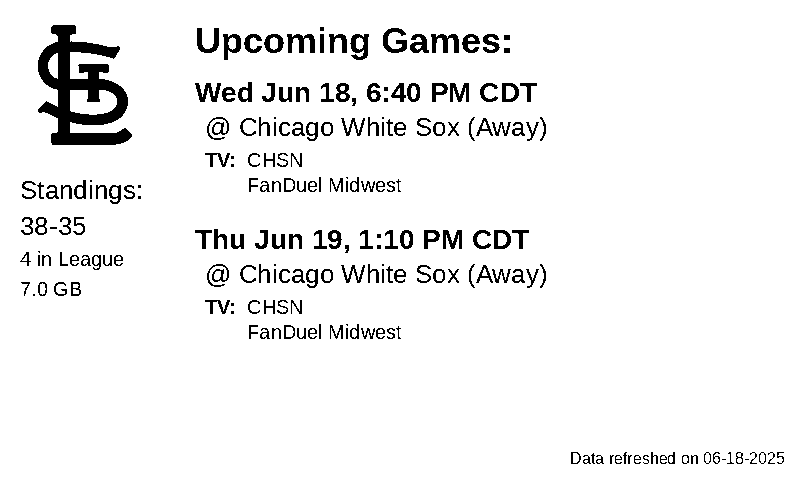 STL
Standings:
38-35
4 in League
7.0 GB
Upcoming Games:
Wed Jun 18, 6:40 PM CDT
@ Chicago White Sox (Away)
TV: CHSN
FanDuel Midwest
Thu Jun 19, 1:10 PM CDT
@ Chicago White Sox (Away)
TV: CHSN
FanDuel Midwest
Data refreshed on 06-18-2025